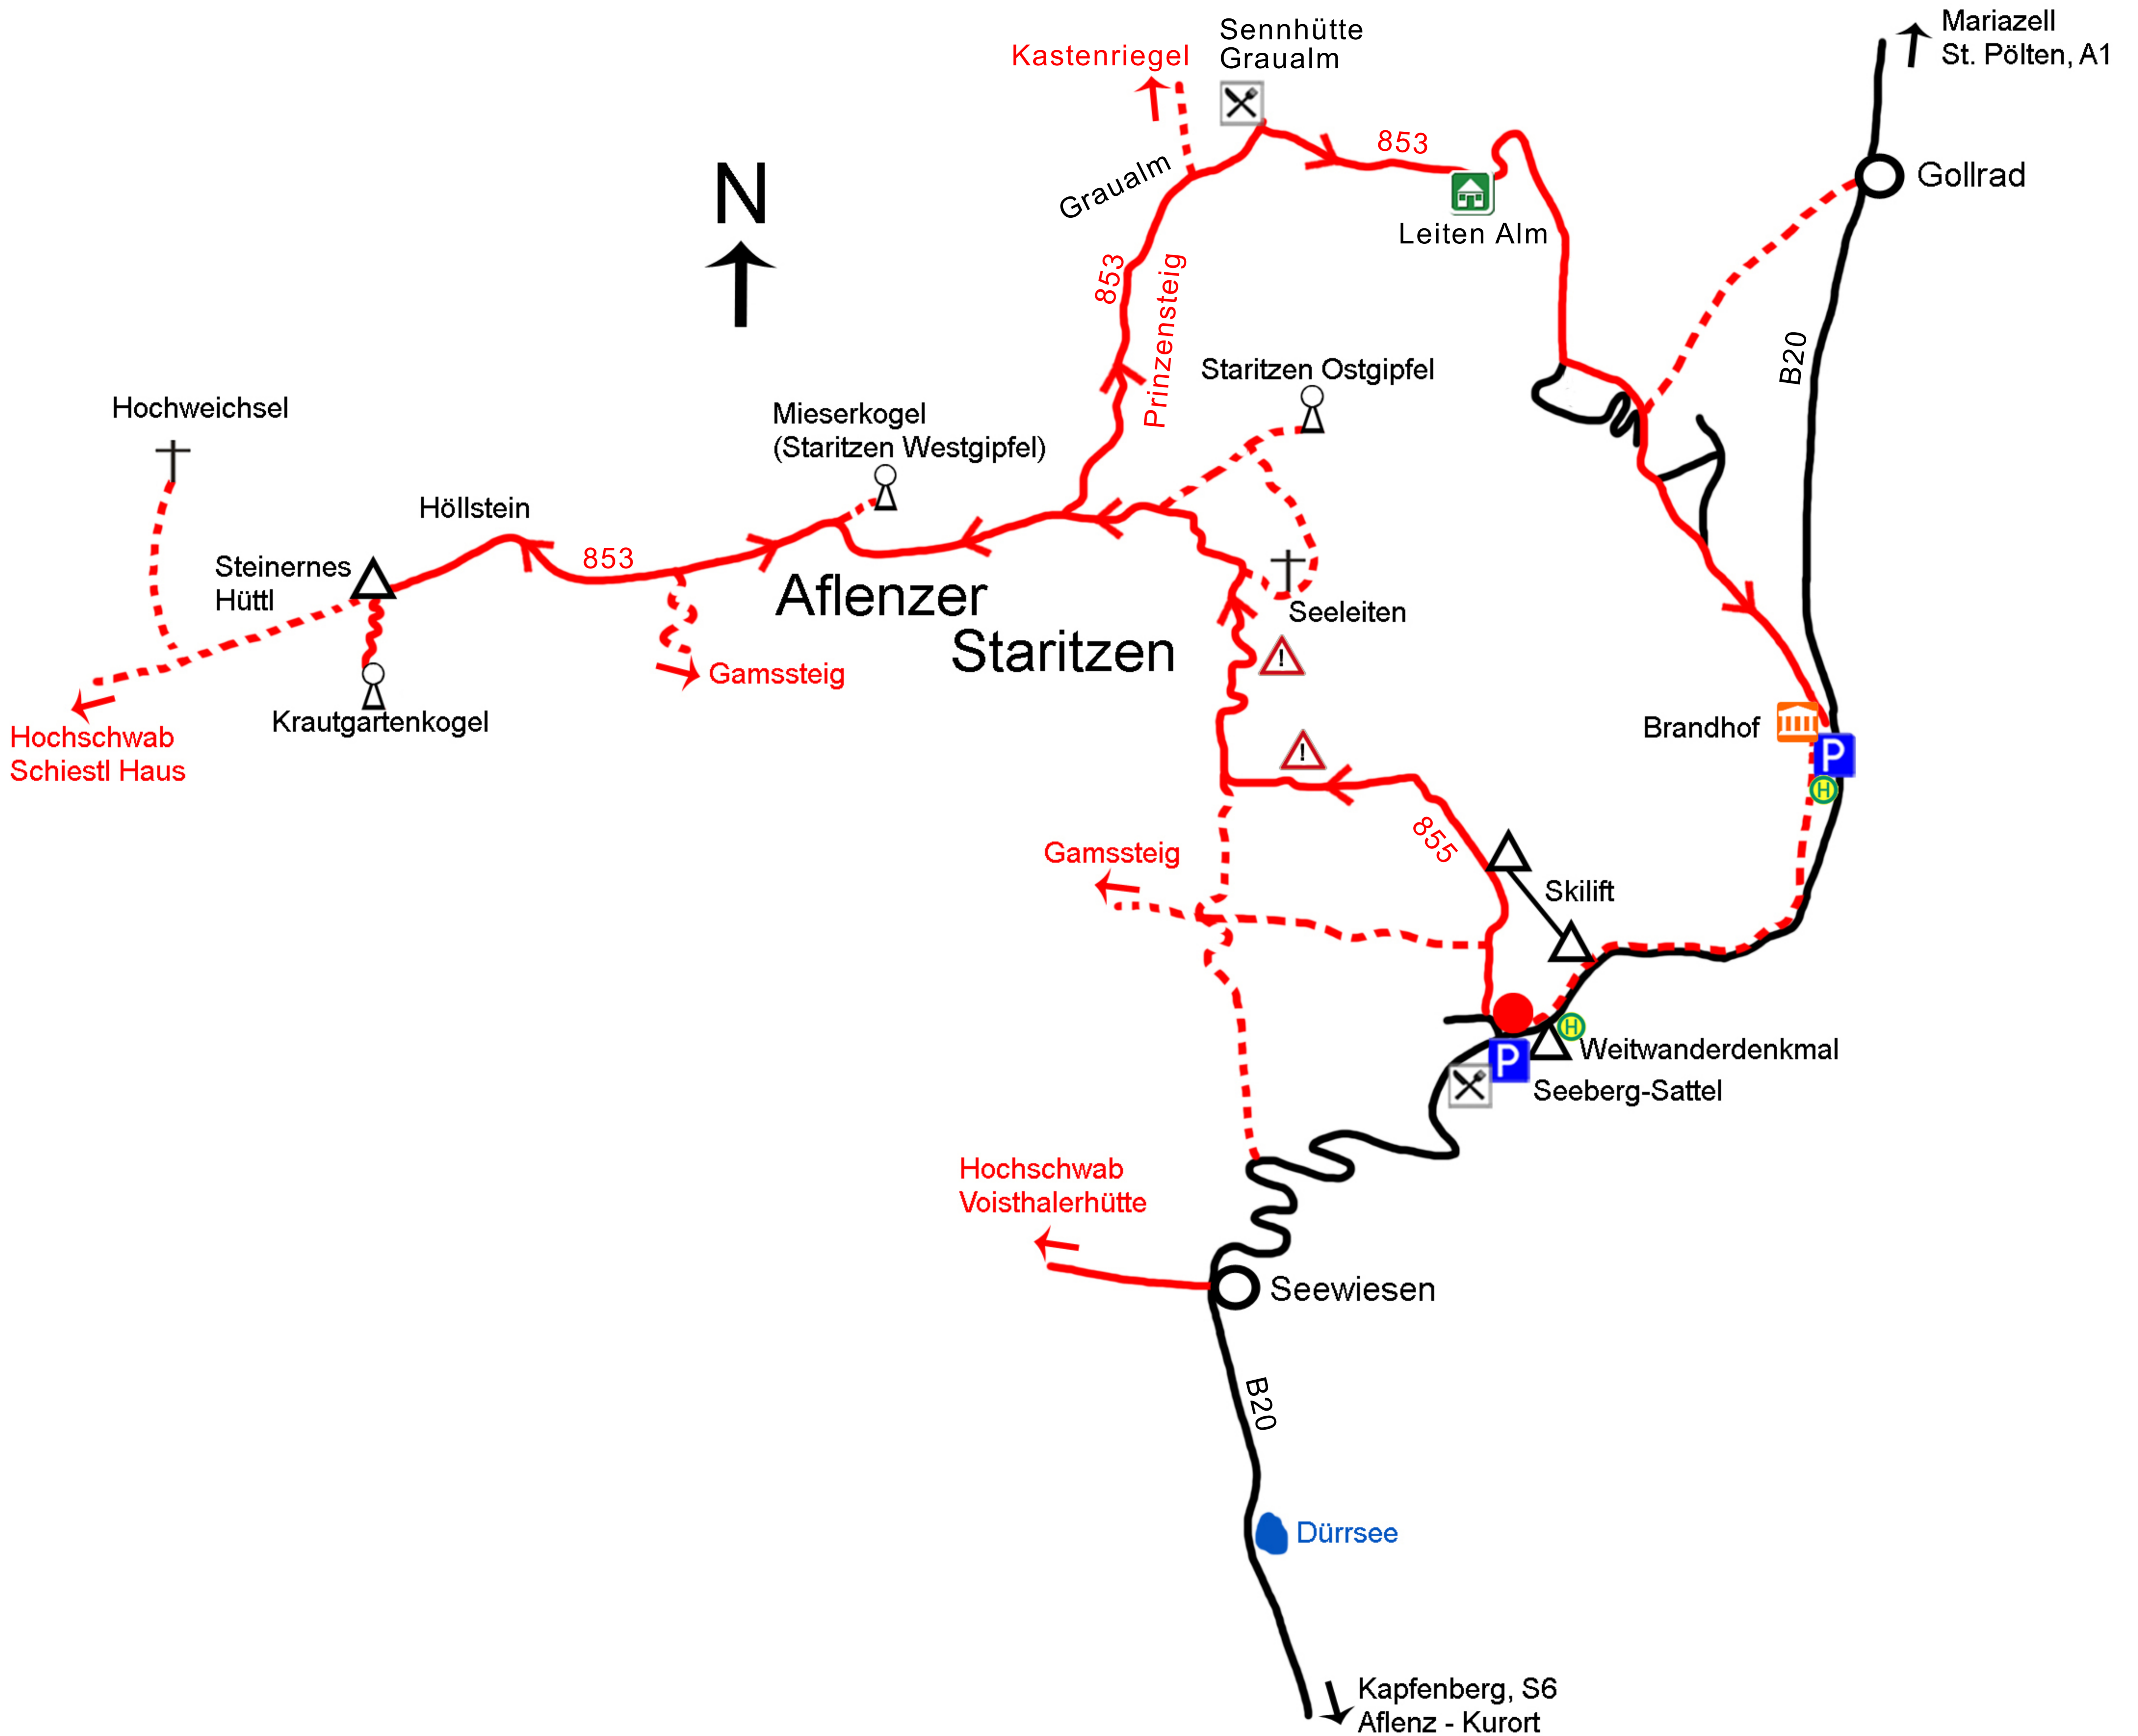 Mariazell
St. Pölten, A1
Sennhütte
Graualm
Kastenriegel
853
Gollrad
N
Graualm
Leiten Alm
853
Prinzensteig
B20
Staritzen Ostgipfel
Hochweichsel
Mieserkogel
(Staritzen Westgipfel)
Höllstein
853
Steinernes
Hüttl
Aflenzer
Staritzen
Seeleiten
!
Gamssteig
Krautgartenkogel
Hochschwab
Schiestl Haus
Brandhof
P
H
!
855
Gamssteig
Skilift
H
Weitwanderdenkmal
P
Seeberg-Sattel
Hochschwab
Voisthalerhütte
Seewiesen
B20
Dürrsee
Kapfenberg, S6
Aflenz - Kurort